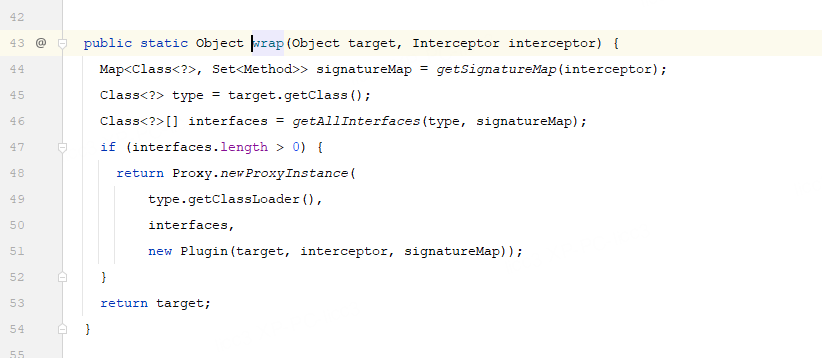 42
43 @ public static Object wrap(Object target, Interceptor interceptor) {
44 Map<Class<?>, Set<Method>> signatureMap = getSignatureMap(interceptor);
45 Class<?> type = target.getClass();
46 Class<?>[] interfaces = getAllInterfaces(type, signatureMap);
47 if (interfaces.length > 0) {
48 return Proxy.newProxyInstance(
49 type.getClassLoader(),
50 interfaces,
51 new Plugin(target, interceptor, signatureMap));
52 }
53 return target;
54 }
55